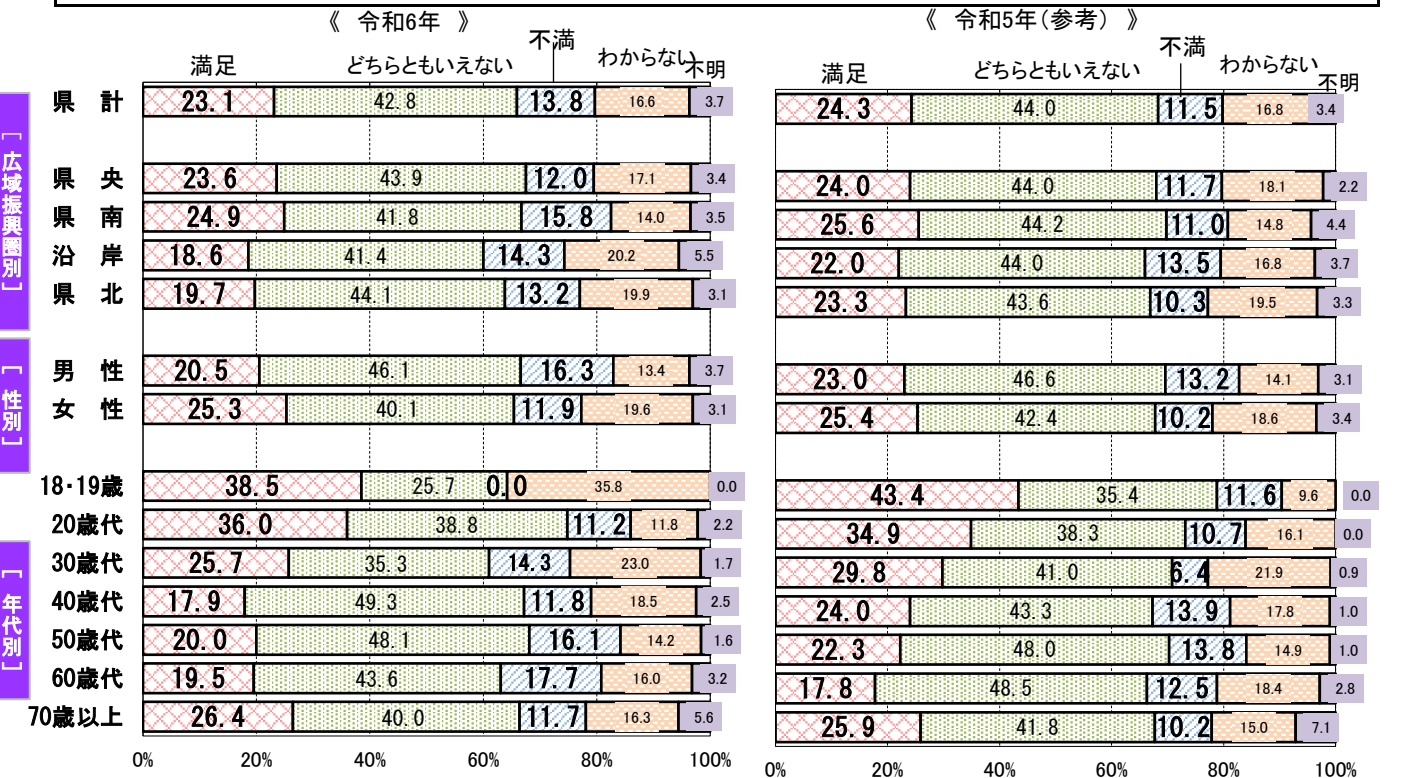 《 令和6年 》
満足 どちらともいえない 不満 わからない 不明
県 計 23.1 42.8 13.8 16.6 3.7
[ 広域振興圏別 ]
県 央 23.6 43.9 12.0 17.1 3.4
県 南 24.9 41.8 15.8 14.0 3.5
沿 岸 18.6 41.4 14.3 20.2 5.5
県 北 19.7 44.1 13.2 19.9 3.1
[ 性別 ]
男 性 20.5 46.1 16.3 13.4 3.7
女 性 25.3 40.1 11.9 19.6 3.1
[ 年代別 ]
18・19歳 38.5 25.7 0.0 35.8 0.0
20歳代 36.0 38.8 11.2 11.8 2.2
30歳代 25.7 35.3 14.3 23.0 1.7
40歳代 17.9 49.3 11.8 18.5 2.5
50歳代 20.0 48.1 16.1 14.2 1.6
60歳代 19.5 43.6 17.7 16.0 3.2
70歳以上 26.4 40.0 11.7 16.3 5.6
0% 20% 40% 60% 80% 100%
《 令和5年（参考） 》
満足 どちらともいえない 不満 わからない 不明
24.3 44.0 11.5 16.8 3.4
24.0 44.0 11.7 18.1 2.2
25.6 44.2 11.0 14.8 4.4
22.0 44.0 13.5 16.8 3.7
23.3 43.6 10.3 19.5 3.3
23.0 46.6 13.2 14.1 3.1
25.4 42.4 10.2 18.6 3.4
43.4 35.4 11.6 9.6 0.0
34.9 38.3 10.7 16.1 0.0
29.8 41.0 6.4 21.9 0.9
24.0 43.3 13.9 17.8 1.0
22.3 48.0 13.8 14.9 1.0
17.8 48.5 12.5 18.4 2.8
25.9 41.8 10.2 15.0 7.1
0% 20% 40% 60% 80% 100%